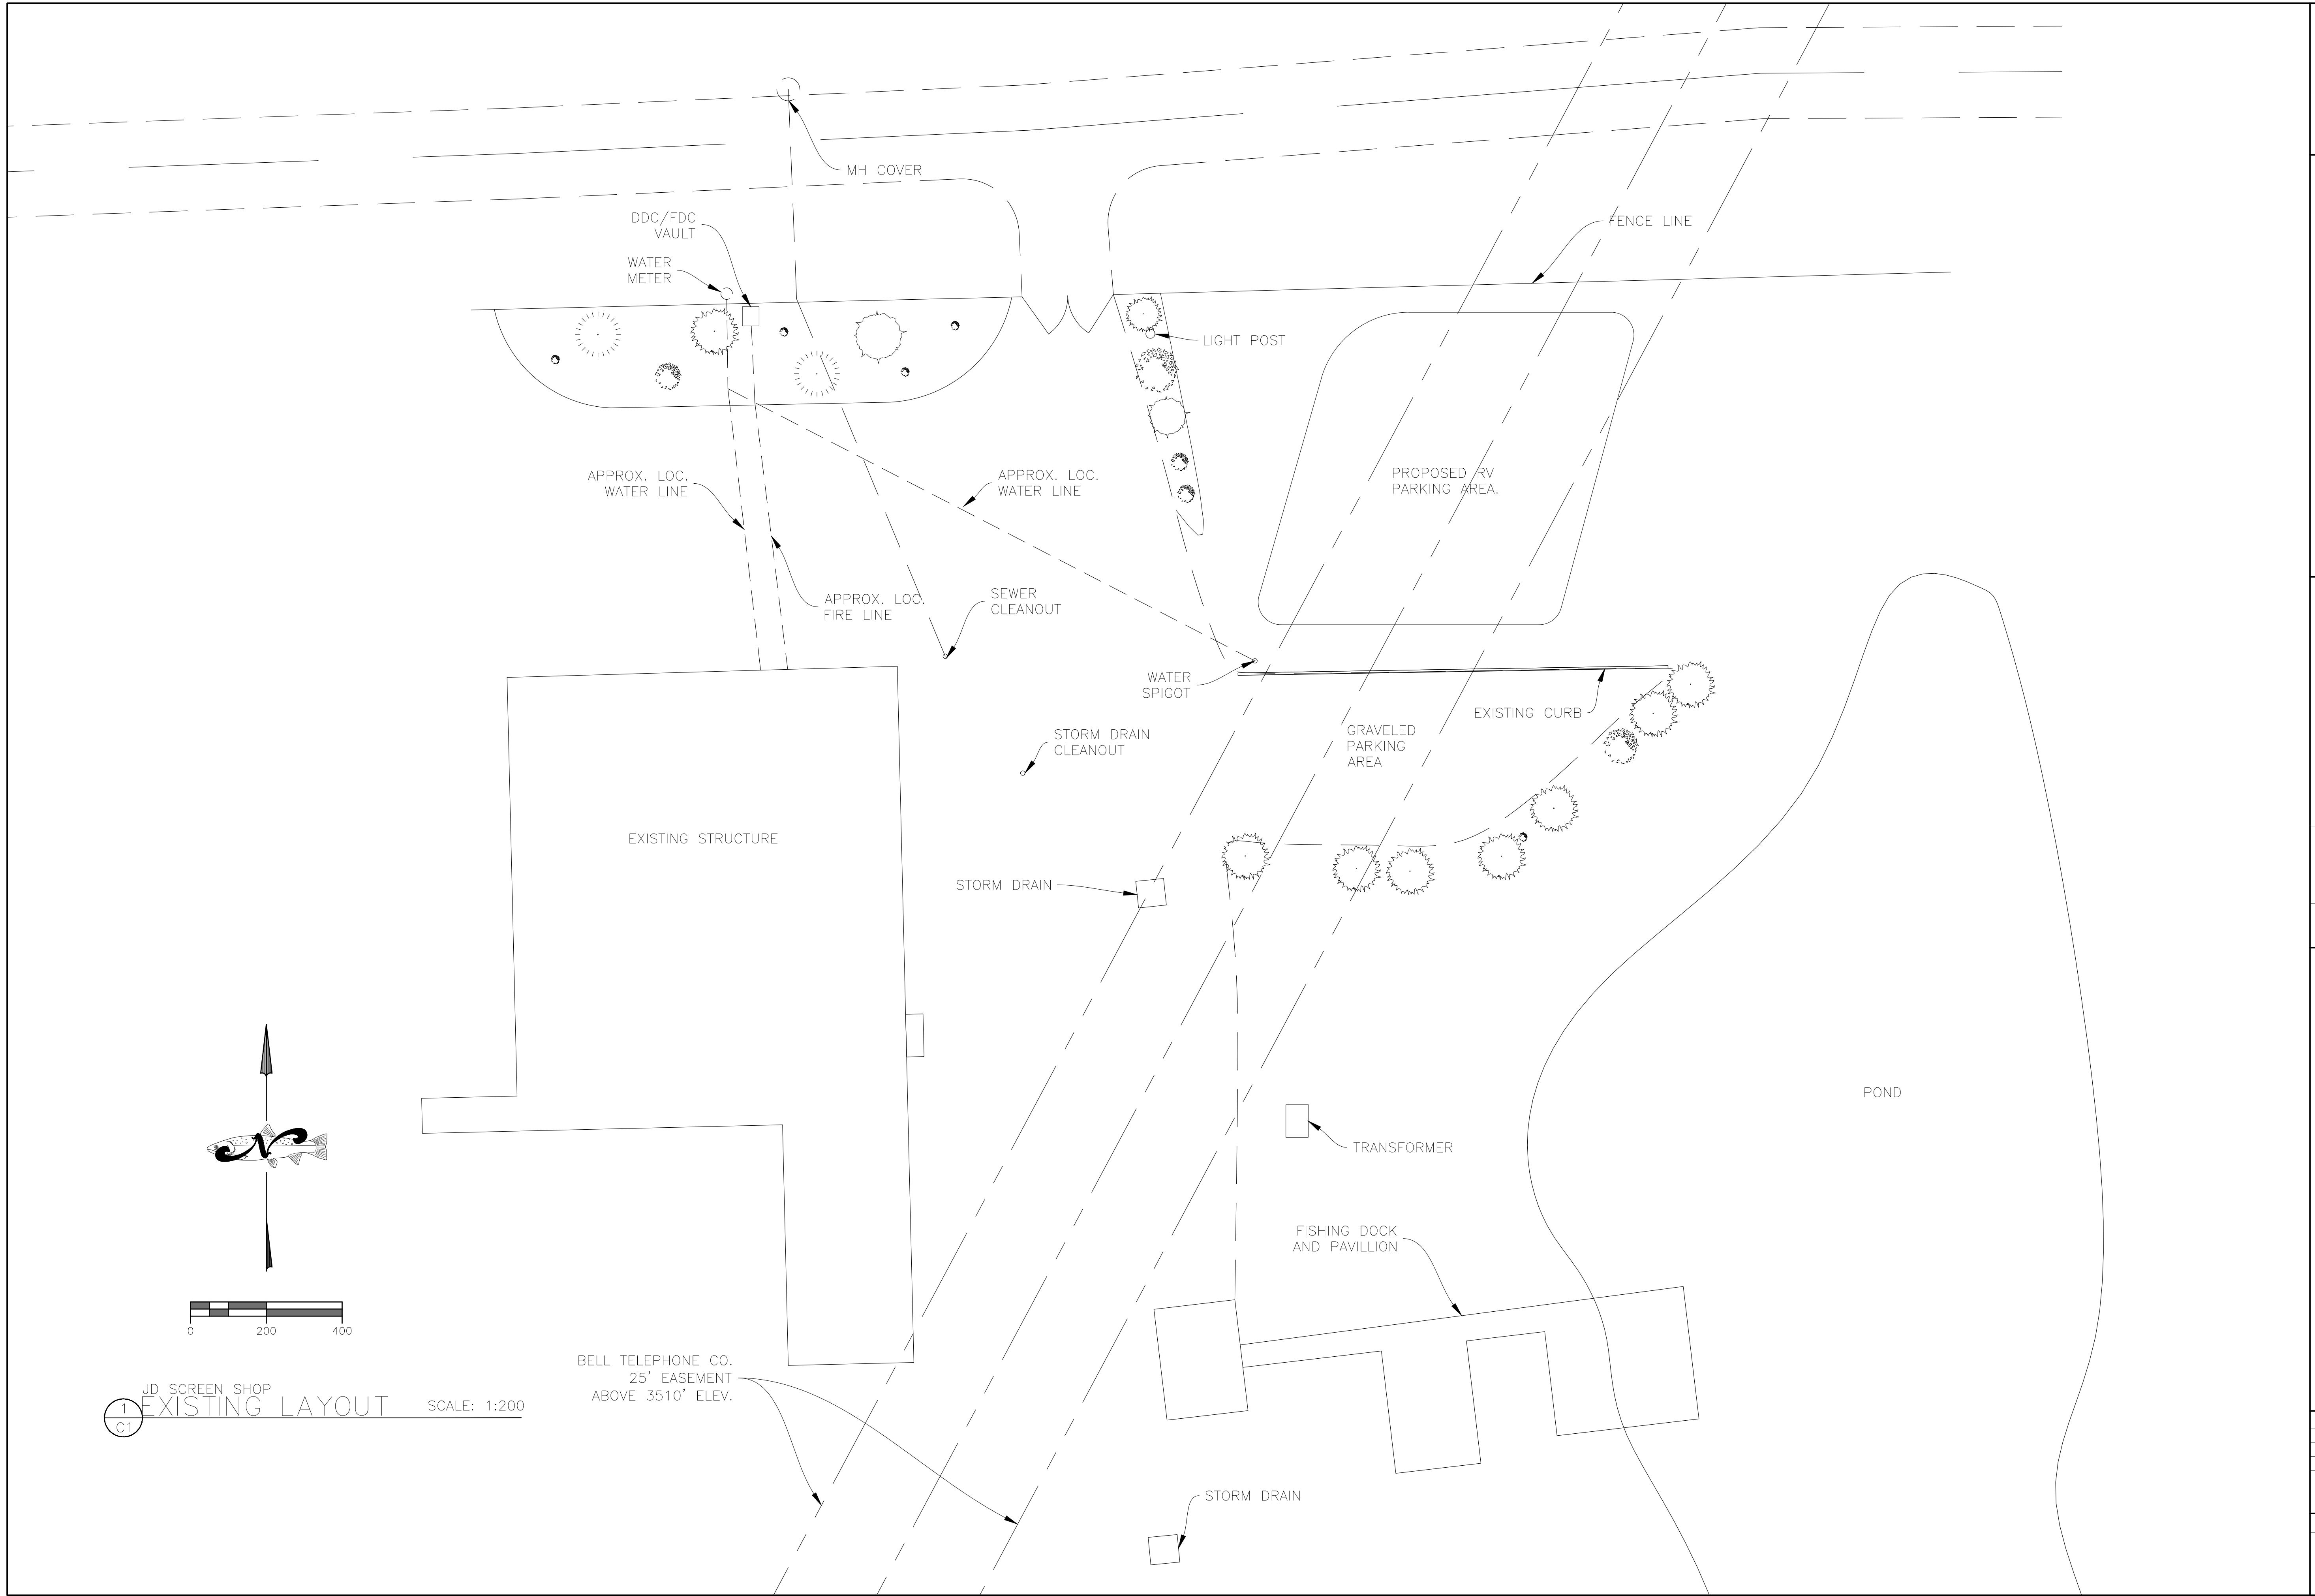 MH COVER
DDC/FDC
VAULT
FENCE LINE
WATER
METER
LIGHT POST
APPROX. LOC.
WATER LINE
APPROX. LOC.
WATER LINE
PROPOSED RV
PARKING AREA.
APPROX. LOC.
FIRE LINE
SEWER
CLEANOUT
WATER
SPIGOT
EXISTING CURB
STORM DRAIN
CLEANOUT
GRAVELED
PARKING
AREA
EXISTING STRUCTURE
STORM DRAIN
POND
N
TRANSFORMER
FISHING DOCK
AND PAVILLION
0 200 400
BELL TELEPHONE CO.
25' EASEMENT
ABOVE 3510' ELEV.
JD SCREEN SHOP
1 EXISTING LAYOUT SCALE: 1:200
C1
STORM DRAIN